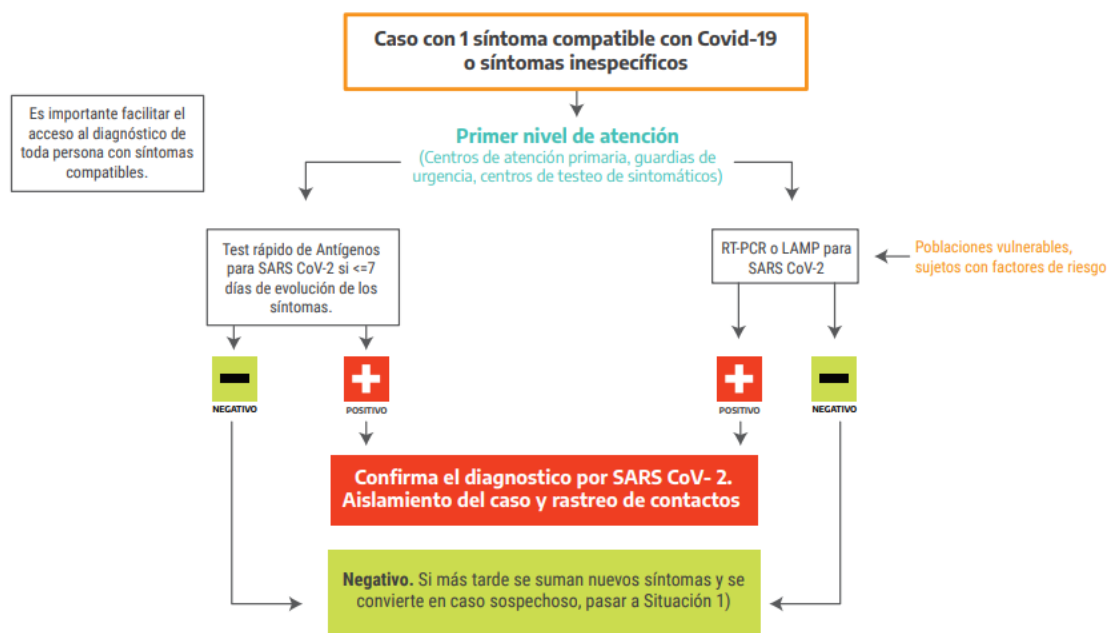 Caso con 1 síntoma compatible con Covid-19
o síntomas inespecíficos
Es importante facilitar el
acceso al diagnóstico de
toda persona con síntomas
compatibles.
Primer nivel de atención
(Centros de atención primaria, guardias de
urgencia, centros de testeo de sintomáticos)
Test rápido de Antígenos
para SARS CoV-2 si <=7
días de evolución de los
síntomas.
RT-PCR o LAMP para
SARS CoV-2
Poblaciones vulnerables,
sujetos con factores de riesgo
NEGATIVO
POSITIVO
POSITIVO
NEGATIVO
Confirma el diagnostico por SARS CoV- 2.
Aislamiento del caso y rastreo de contactos
Negativo. Si más tarde se suman nuevos síntomas y se
convierte en caso sospechoso, pasar a Situación 1)